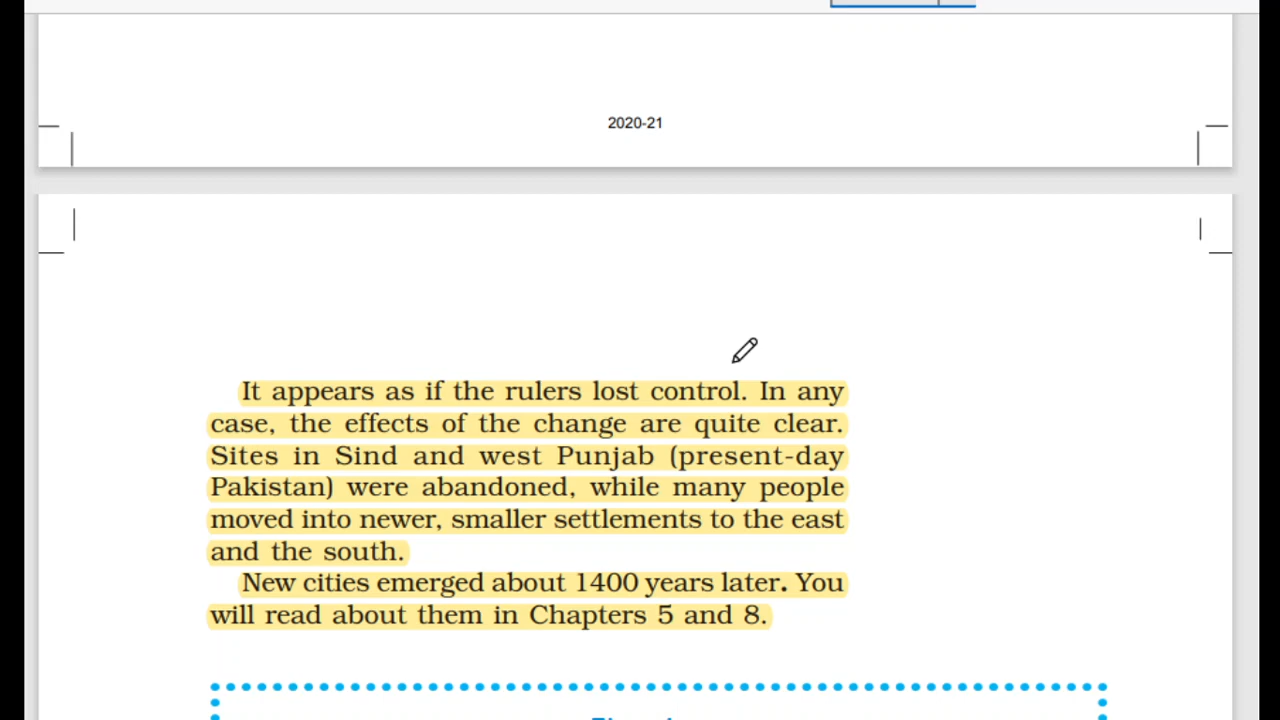 2020-21
It appears as if the rulers lost control. In any
case, the effects of the change are quite clear.
Sites in Sind and west Punjab (present-day
Pakistan) were abandoned, while many people
moved into newer, smaller settlements to the east
and the south.
New cities emerged about 1400 years later. You
will read about them in Chapters 5 and 8.